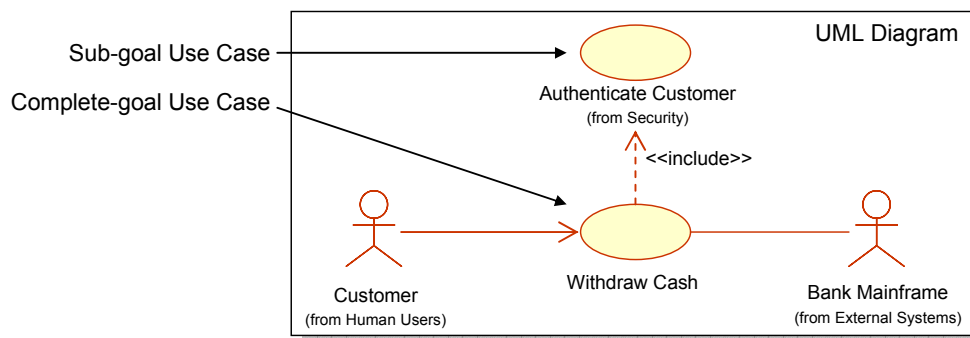 UML Diagram
Sub-goal Use Case
Complete-goal Use Case
Authenticate Customer
(from Security)
<<include>>
Withdraw Cash
Customer
(from Human Users)
Bank Mainframe
(from External Systems)